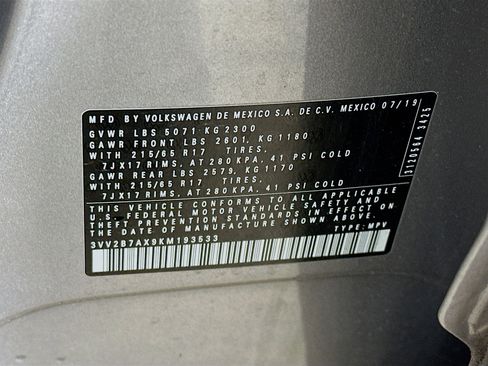 MFD. BY VOLKSWAGEN DE MEXICO S.A. DE C.V. MEXICO 07/19
GVWR LBS 5071 KG 2300
GAWR FRONT LBS 2601, KG 1180
WITH 215/65 R17 TIRES,
7JX17 RIMS, AT 280 KPA, 41 PSI COLD
GAWR REAR LBS 2579, KG 1170
WITH 215/65 R17 TIRES,
7JX17 RIMS, AT 280 KPA, 41 PSI COLD
THIS VEHICLE CONFORMS TO ALL APPLICABLE
U.S. FEDERAL MOTOR VEHICLE SAFETY AND
THEFT PREVENTION STANDARDS IN EFFECT ON
THE DATE OF MANUFACTURE SHOWN ABOVE.
3VV2B7AX9KM193533 TYPE: MPV
3120564 3A25